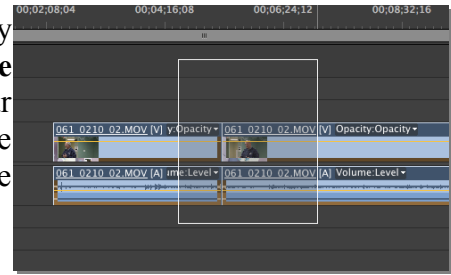 00;02;08;04 00;04;16;08 00;06;24;12 00;08;32;16
y
e
r
e
e
061_0210_02.MOV [V] y:Opacity 061_0210_02.MOV [V] Opacity:Opacity
061_0210_02.MOV [A] ume:Level 061_0210_02.MOV [A] Volume:Level